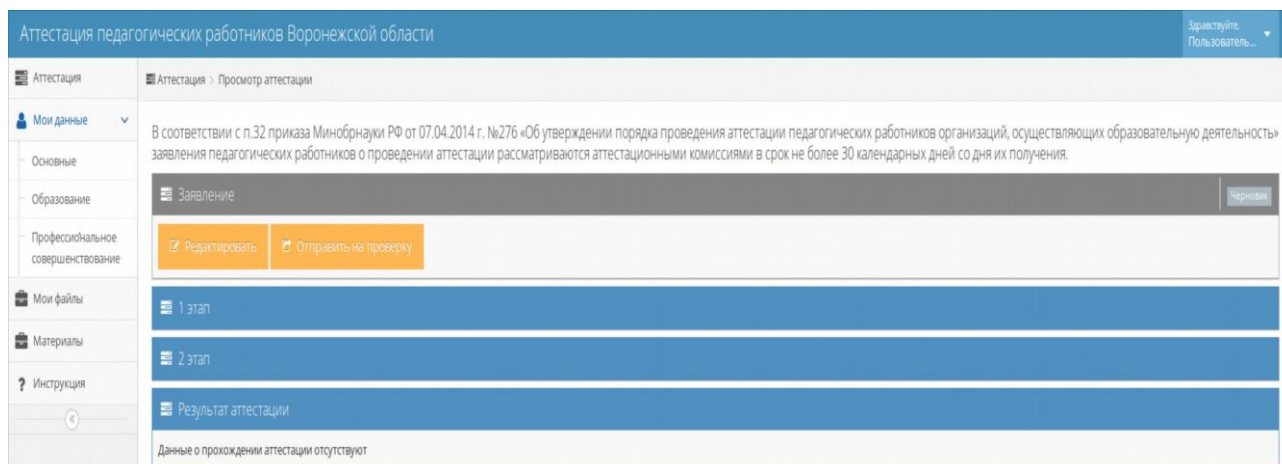 Аттестация педагогических работников Воронежской области
Здравствуйте,
Пользователь...
Аттестация
Мои данные
Основные
Образование
Профессиональное
совершенствование
Мои файлы
Материалы
? Инструкция
Аттестация > Просмотр аттестации
В соответствии с п.32 приказа Минобрнауки РФ от 07.04.2014 г. №276 «Об утверждении порядка проведения аттестации педагогических работников организаций, осуществляющих образовательную деятельность»
заявления педагогических работников о проведении аттестации рассматриваются аттестационными комиссиями в срок не более 30 календарных дней со дня их получения.
Заявление
Черновик
Редактировать
Отправить на проверку
1 этап
2 этап
Результат аттестации
Данные о прохождении аттестации отсутствуют